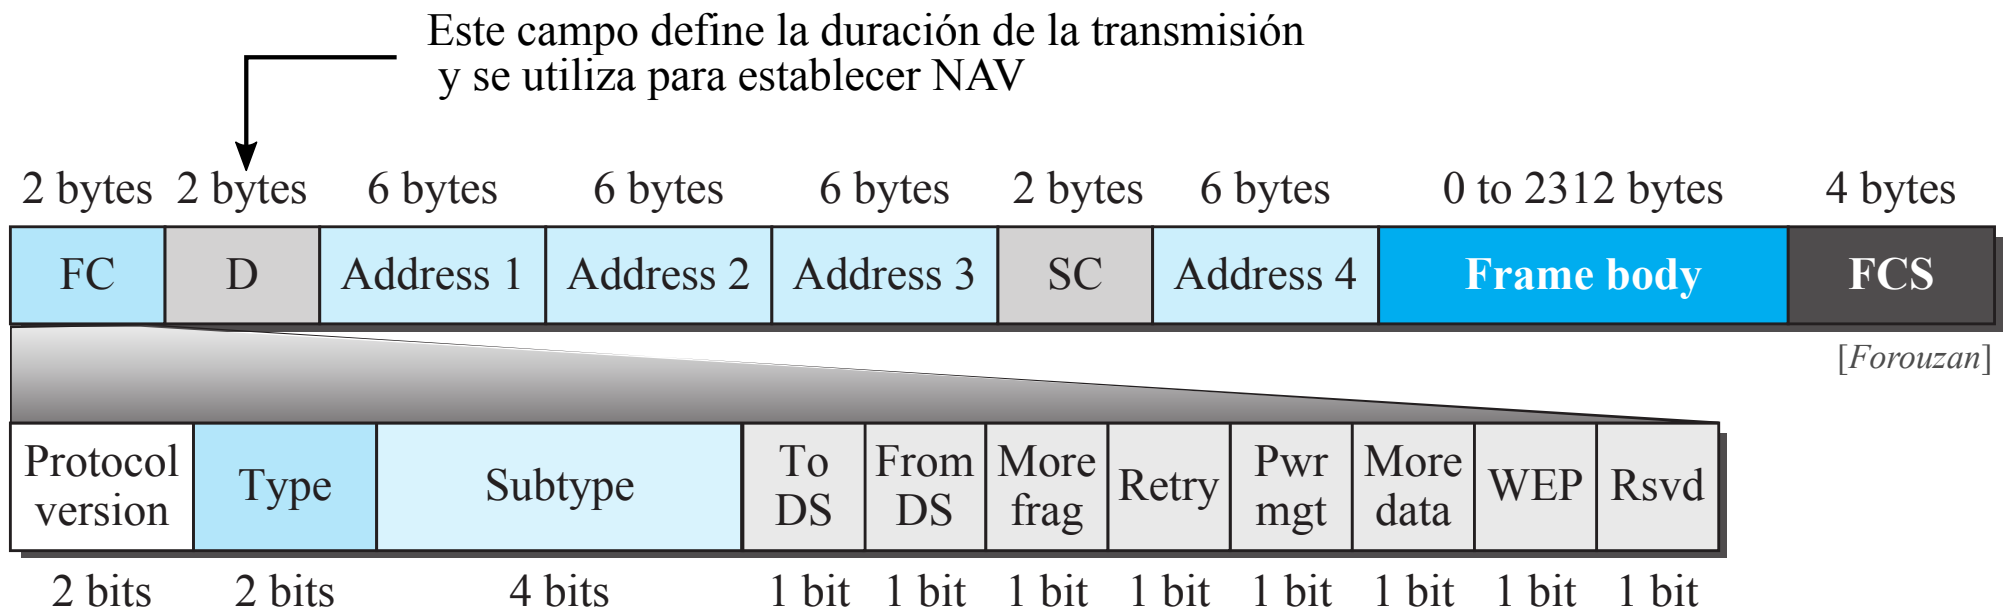 Este campo define la duración de la transmisión
y se utiliza para establecer NAV
2 bytes 2 bytes 6 bytes 6 bytes 6 bytes 2 bytes 6 bytes 0 to 2312 bytes 4 bytes
FC D Address 1 Address 2 Address 3 SC Address 4 Frame body FCS
[Forouzan]
Protocol version Type Subtype To DS From DS More frag Retry Pwr mgt More data WEP Rsvd
2 bits 2 bits 4 bits 1 bit 1 bit 1 bit 1 bit 1 bit 1 bit 1 bit 1 bit